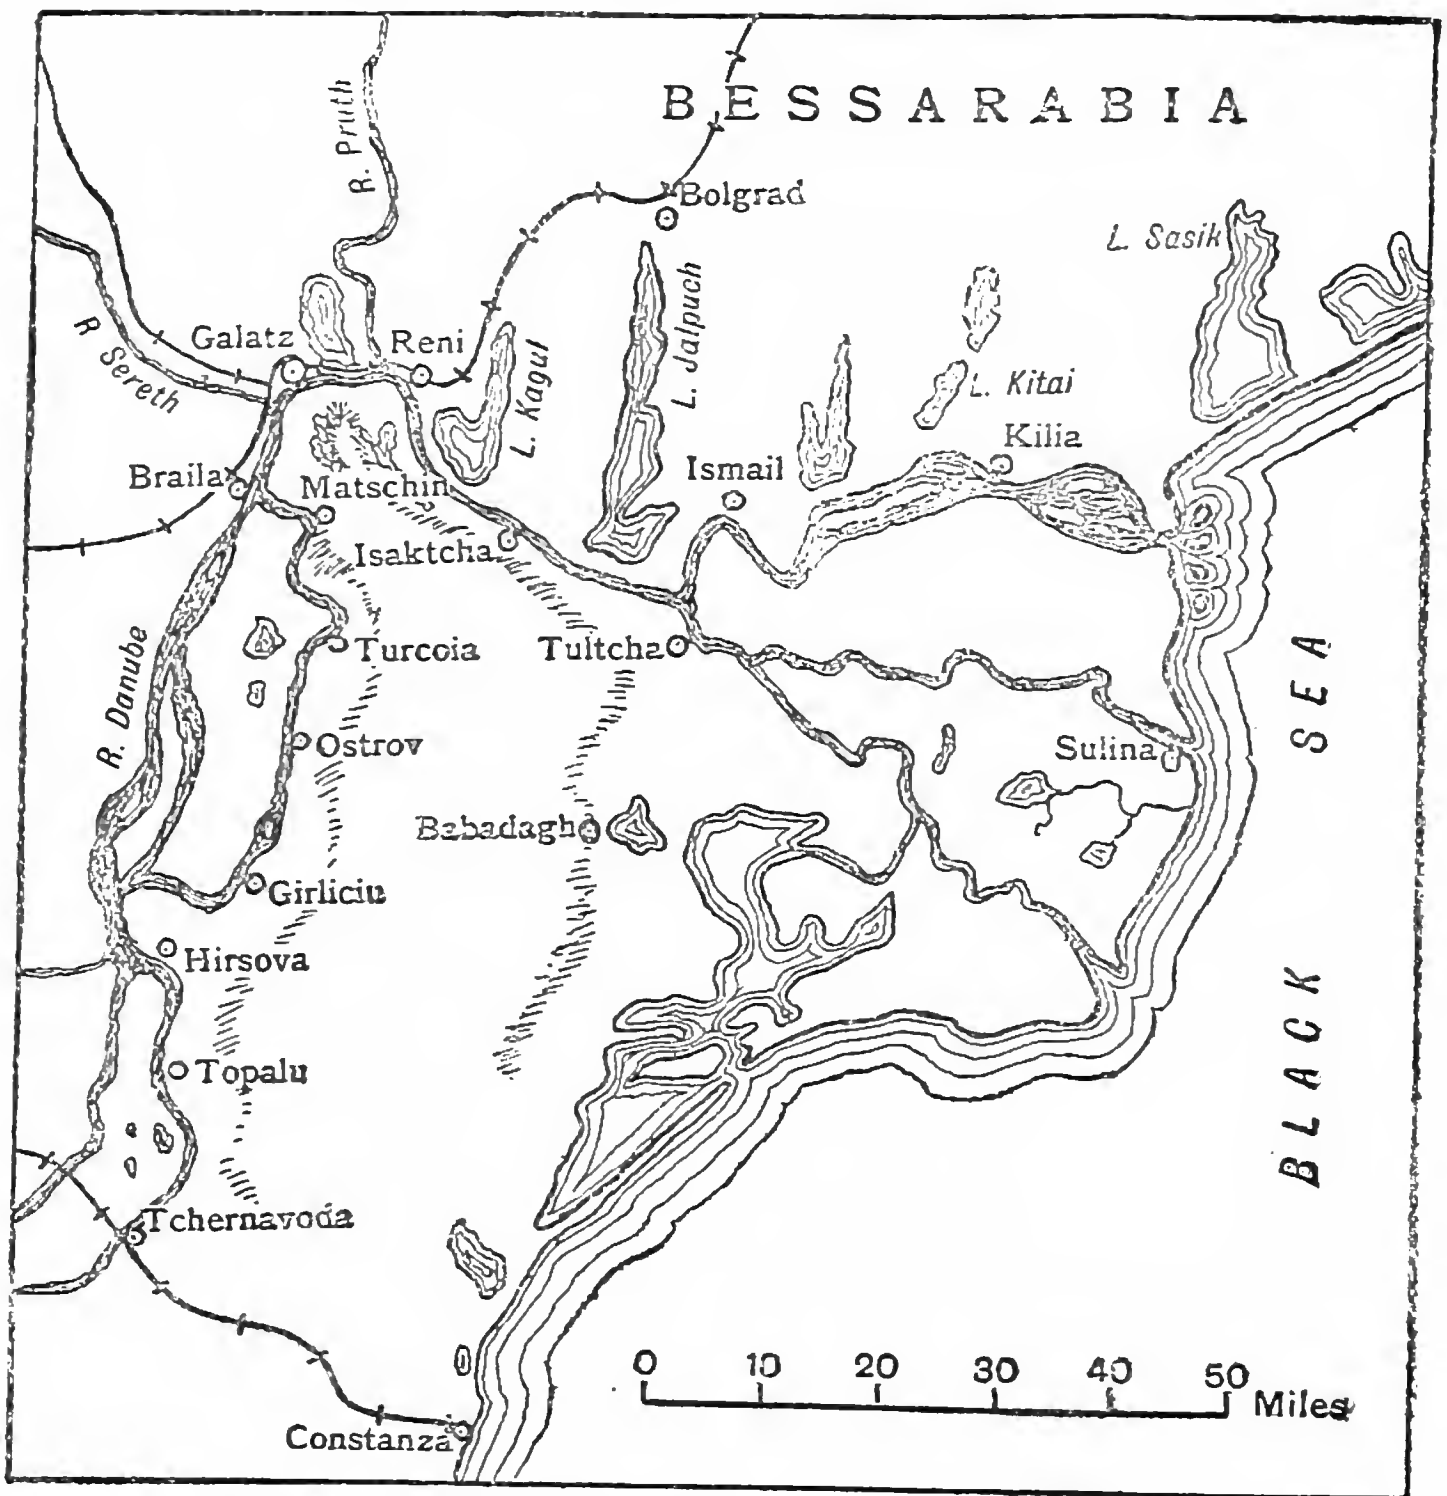 BESSARABIA
R. Pruth
Bolgrad
L. Sasik
R Sereth
Galatz
Reni
L. Kagul
L. Jalpuch
L. Kitai
Kilia
Braila
Matschin
Ismail
Isaktcha
R. Danube
Turcoia
Tultcha
Ostrov
Sulina
BLACK SEA
Babadagh
Girliciu
Hirsova
Topalu
Tchernavoda
0 10 20 30 40 50 Miles
Constanza